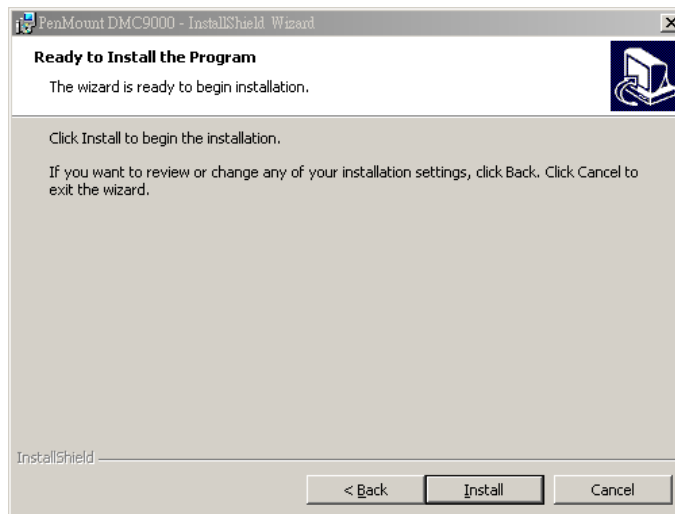 PenMount DMC9000 - InstallShield Wizard
Ready to Install the Program
The wizard is ready to begin installation.
Click Install to begin the installation.
If you want to review or change any of your installation settings, click Back. Click Cancel to
exit the wizard.
InstallShield
< Back Install Cancel